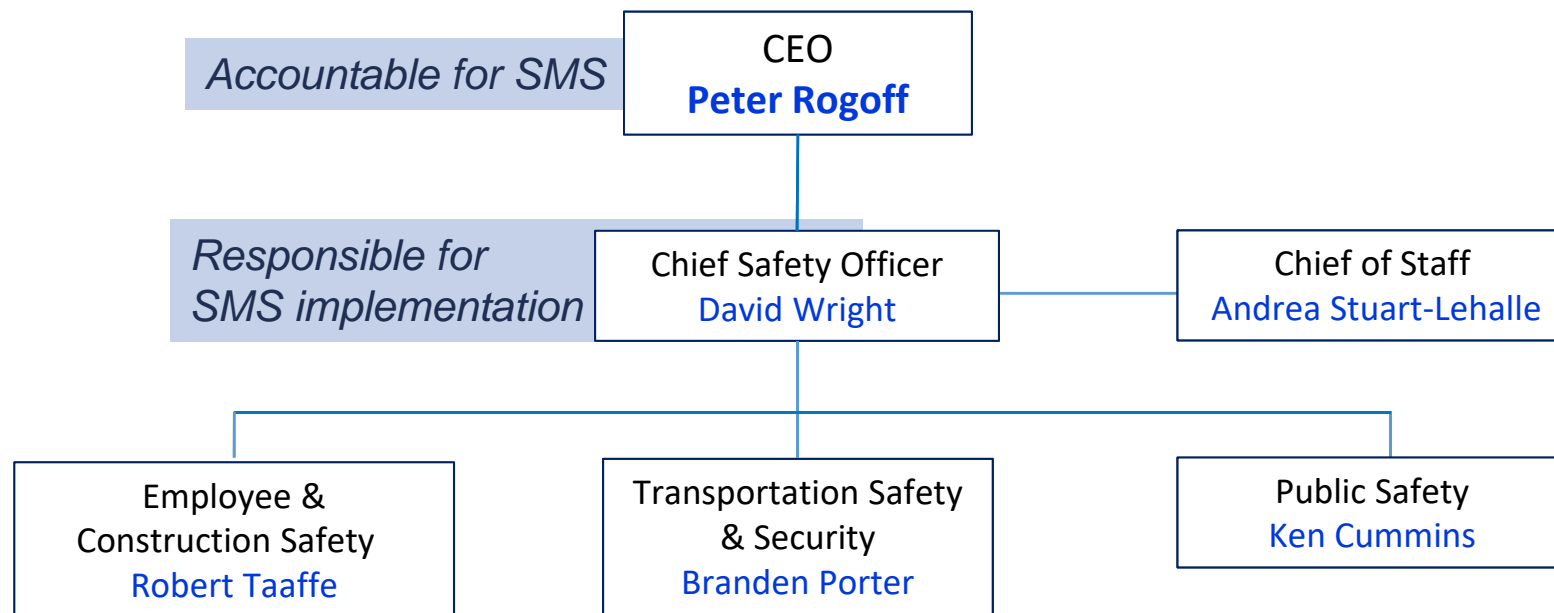 Accountable for SMS
CEO
Peter Rogoff
Responsible for
SMS implementation
Chief Safety Officer
David Wright
Chief of Staff
Andrea Stuart-Lehalle
Employee &
Construction Safety
Robert Taaffe
Transportation Safety
& Security
Branden Porter
Public Safety
Ken Cummins